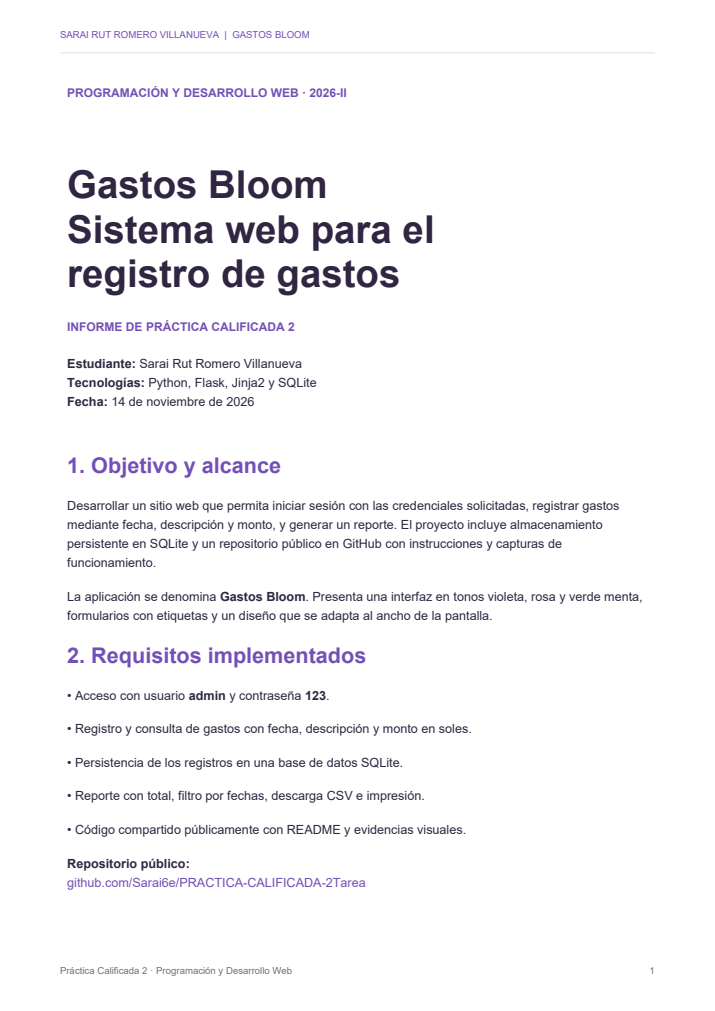 SARAI RUT ROMERO VILLANUEVA | GASTOS BLOOM
PROGRAMACIÓN Y DESARROLLO WEB · 2026-II
Gastos Bloom
Sistema web para el
registro de gastos
INFORME DE PRÁCTICA CALIFICADA 2
Estudiante: Sarai Rut Romero Villanueva
Tecnologías: Python, Flask, Jinja2 y SQLite
Fecha: 14 de noviembre de 2026
1. Objetivo y alcance
Desarrollar un sitio web que permita iniciar sesión con las credenciales solicitadas, registrar gastos
mediante fecha, descripción y monto, y generar un reporte. El proyecto incluye almacenamiento
persistente en SQLite y un repositorio público en GitHub con instrucciones y capturas de
funcionamiento.
La aplicación se denomina Gastos Bloom. Presenta una interfaz en tonos violeta, rosa y verde menta,
formularios con etiquetas y un diseño que se adapta al ancho de la pantalla.
2. Requisitos implementados
• Acceso con usuario admin y contraseña 123.
• Registro y consulta de gastos con fecha, descripción y monto en soles.
• Persistencia de los registros en una base de datos SQLite.
• Reporte con total, filtro por fechas, descarga CSV e impresión.
• Código compartido públicamente con README y evidencias visuales.
Repositorio público:
github.com/Sarai6e/PRACTICA-CALIFICADA-2Tarea
Práctica Calificada 2 · Programación y Desarrollo Web
1